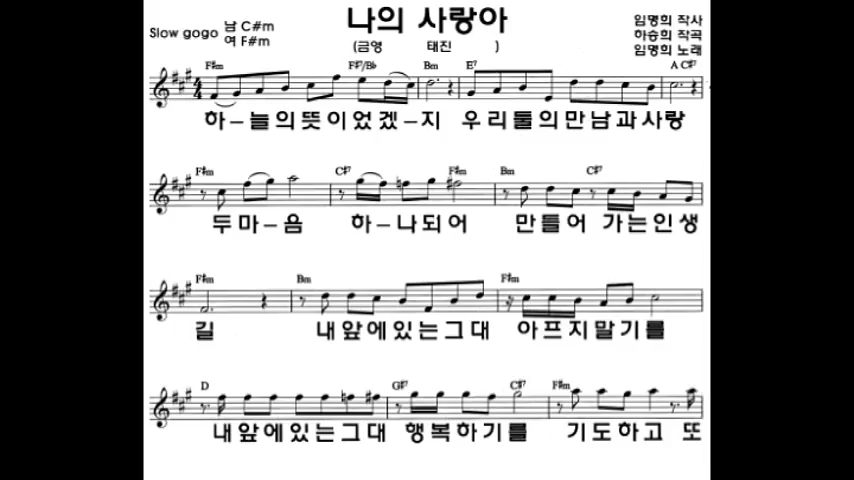 나의 사랑아
Slow gogo 남 C#m
여 F#m
(금영 태진 )
임명희 작사
하승희 작곡
임명희 노래
F#m F#7/Bb Bm E7 A C#7
하-늘의뜻이었겠-지 우리둘의만남과사랑
F#m C#7 F#m Bm C#7
두마-음 하-나되어 만들어 가는인생
F#m Bm F#m
길 내앞에있는그대 아프지말기를
D G#7 C#7 F#m
내앞에있는그대 행복하기를 기도하고 또